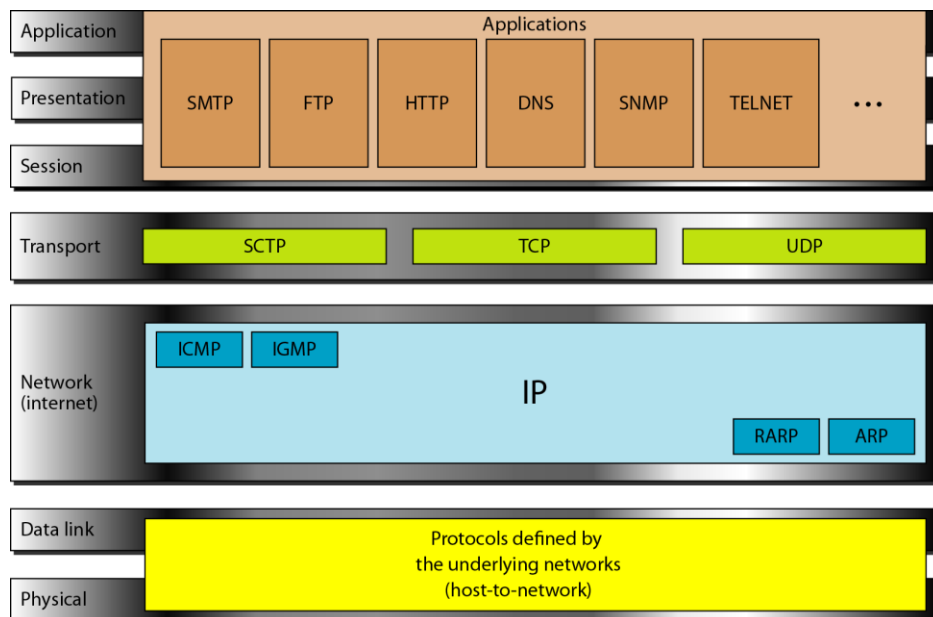 Application
Applications
Presentation
SMTP FTP HTTP DNS SNMP TELNET ...
Session
Transport
SCTP TCP UDP
ICMP IGMP
Network
(internet)
IP
RARP ARP
Data link
Protocols defined by
the underlying networks
(host-to-network)
Physical